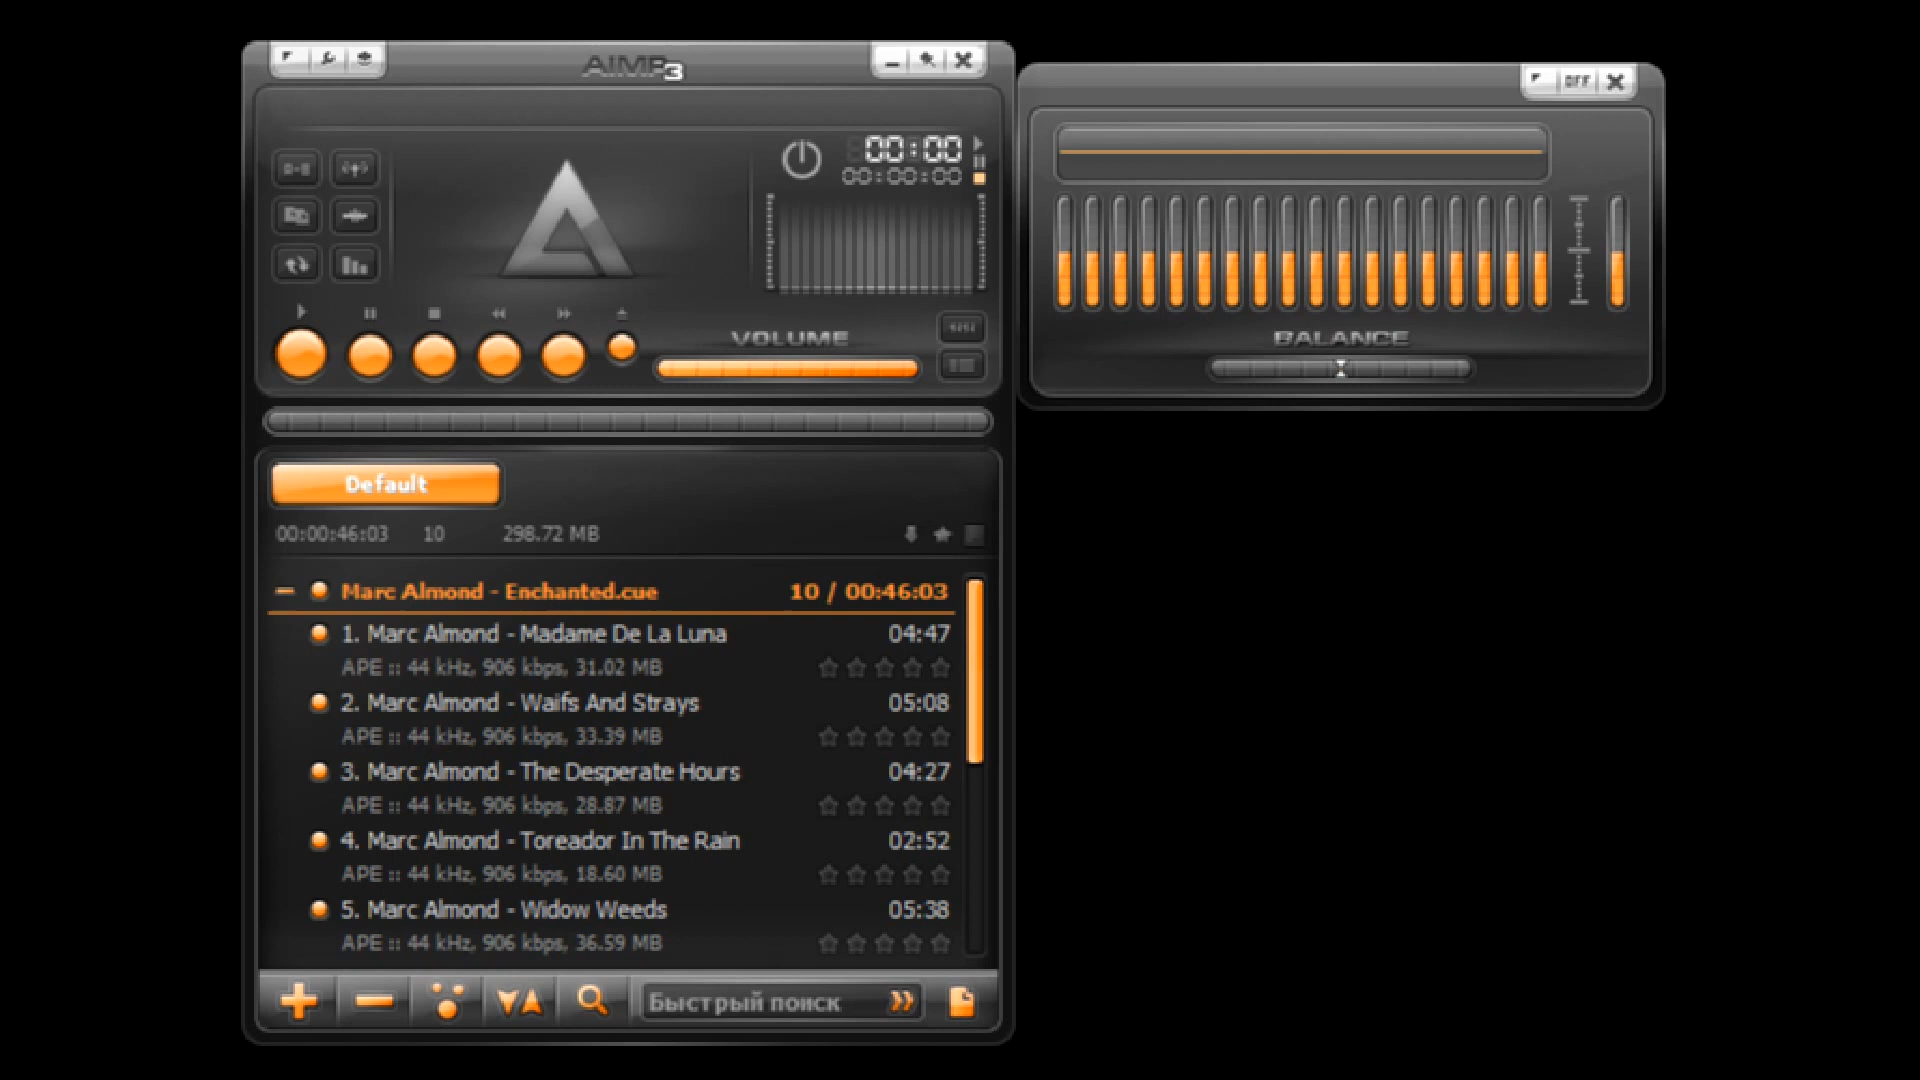 AIMP3
OFF
00:00
00:00:00
VOLUME
BALANCE
Default
00:00:46:03 10 298.72 MB
Marc Almond - Enchanted.cue 10 / 00:46:03
1. Marc Almond - Madame De La Luna 04:47
APE :: 44 kHz, 906 kbps, 31.02 MB
2. Marc Almond - Waifs And Strays 05:08
APE :: 44 kHz, 906 kbps, 33.39 MB
3. Marc Almond - The Desperate Hours 04:27
APE :: 44 kHz, 906 kbps, 28.87 MB
4. Marc Almond - Toreador In The Rain 02:52
APE :: 44 kHz, 906 kbps, 18.60 MB
5. Marc Almond - Widow Weeds 05:38
APE :: 44 kHz, 906 kbps, 36.59 MB
Быстрый поиск